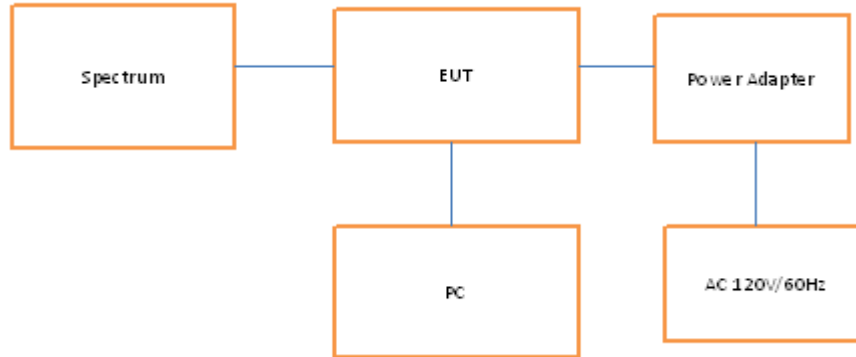 Spectrum
EUT
Power Adapter
PC
AC 120V/60Hz